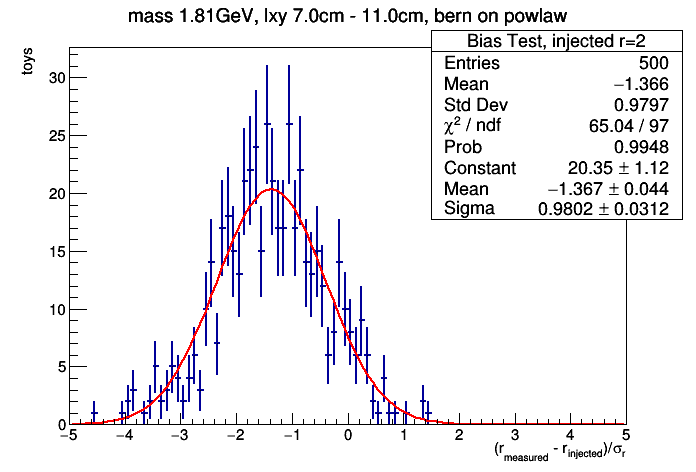 mass 1.81GeV, lxy 7.0cm - 11.0cm, bern on powlaw
Bias Test, injected r=2
Entries 500
Mean −1.366
Std Dev 0.9797
χ² / ndf 65.04 / 97
Prob 0.9948
Constant 20.35 ± 1.12
Mean −1.367 ± 0.044
Sigma 0.9802 ± 0.0312
toys
30
25
20
15
10
5
0
−5 −4 −3 −2 −1 0 1 2 3 4 5
(r_measured - r_injected)/σ_r